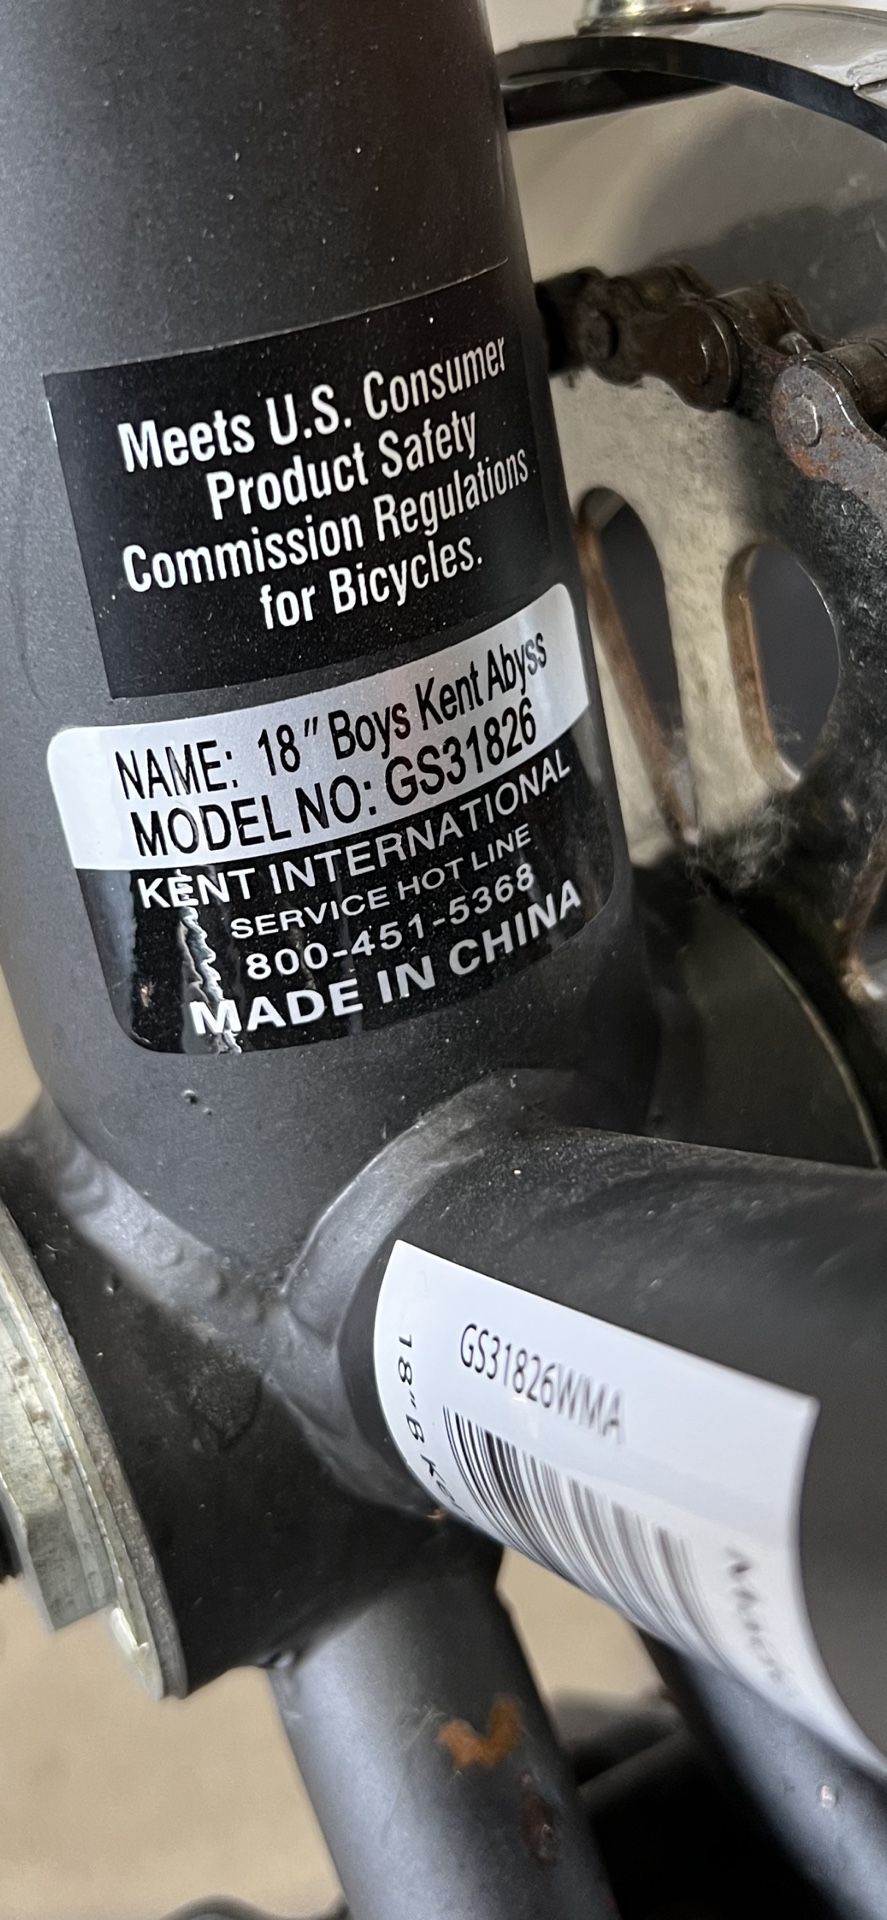 Meets U.S. Consumer
Product Safety
Commission Regulations
for Bicycles.
NAME: 18" Boys Kent Abyss
MODEL NO: GS31826
KENT INTERNATIONAL
SERVICE HOT LINE
800-451-5368
MADE IN CHINA
GS31826WMA
18"B